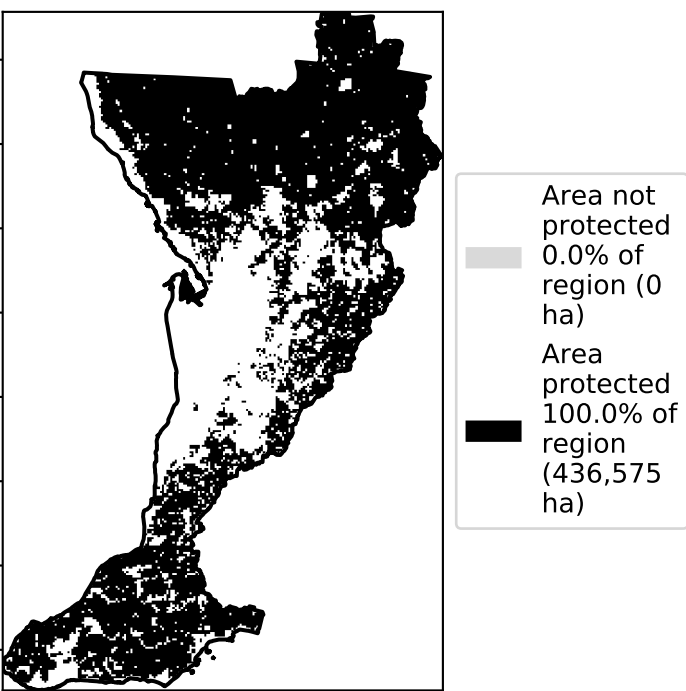 Area not
protected
0.0% of
region (0
ha)
Area
protected
100.0% of
region
(436,575
ha)